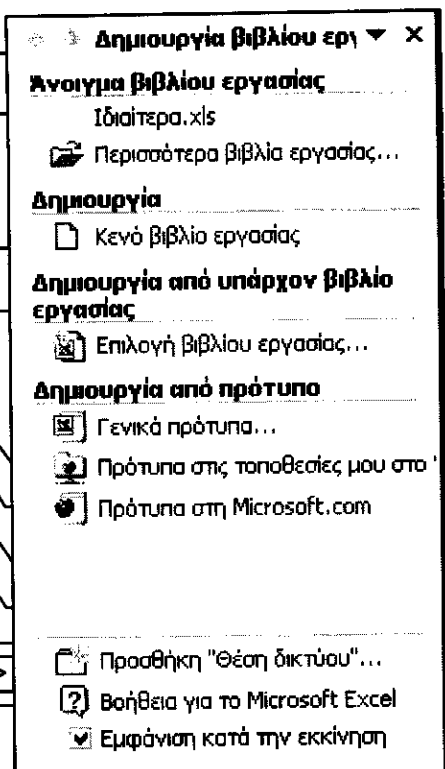 Δημιουργία βιβλίου εργ
Άνοιγμα βιβλίου εργασίας
Ιδιαίτερα.xls
Περισσότερα βιβλία εργασίας...
Δημιουργία
Κενό βιβλίο εργασίας
Δημιουργία από υπάρχον βιβλίο
εργασίας
Επιλογή βιβλίου εργασίας...
Δημιουργία από πρότυπο
Γενικά πρότυπα...
Πρότυπα στις τοποθεσίες μου στο
Πρότυπα στη Microsoft.com
Προσθήκη "Θέση δικτύου"...
Βοήθεια για το Microsoft Excel
Εμφάνιση κατά την εκκίνηση